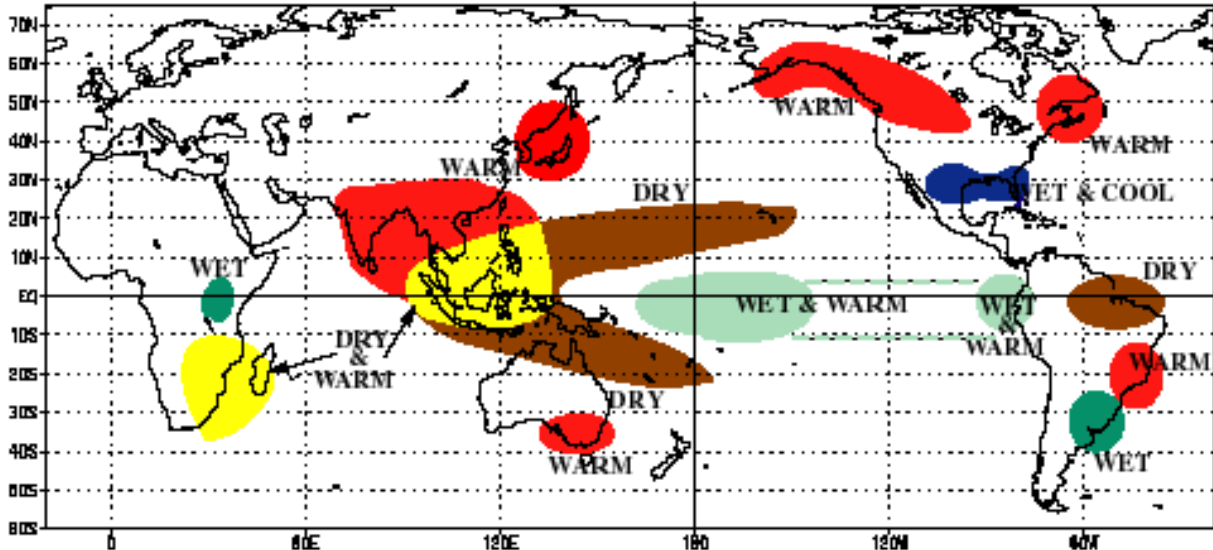 70N
60N
50N
40N
30N
20N
10N
EQ
10S
20S
30S
40S
50S
60S
0
60E
120E
180
120W
60W
WARM
WARM
WARM
DRY
WET & COOL
WET
WET & WARM
WET
&
WARM
DRY
DRY
&
WARM
DRY
WARM
WARM
WET